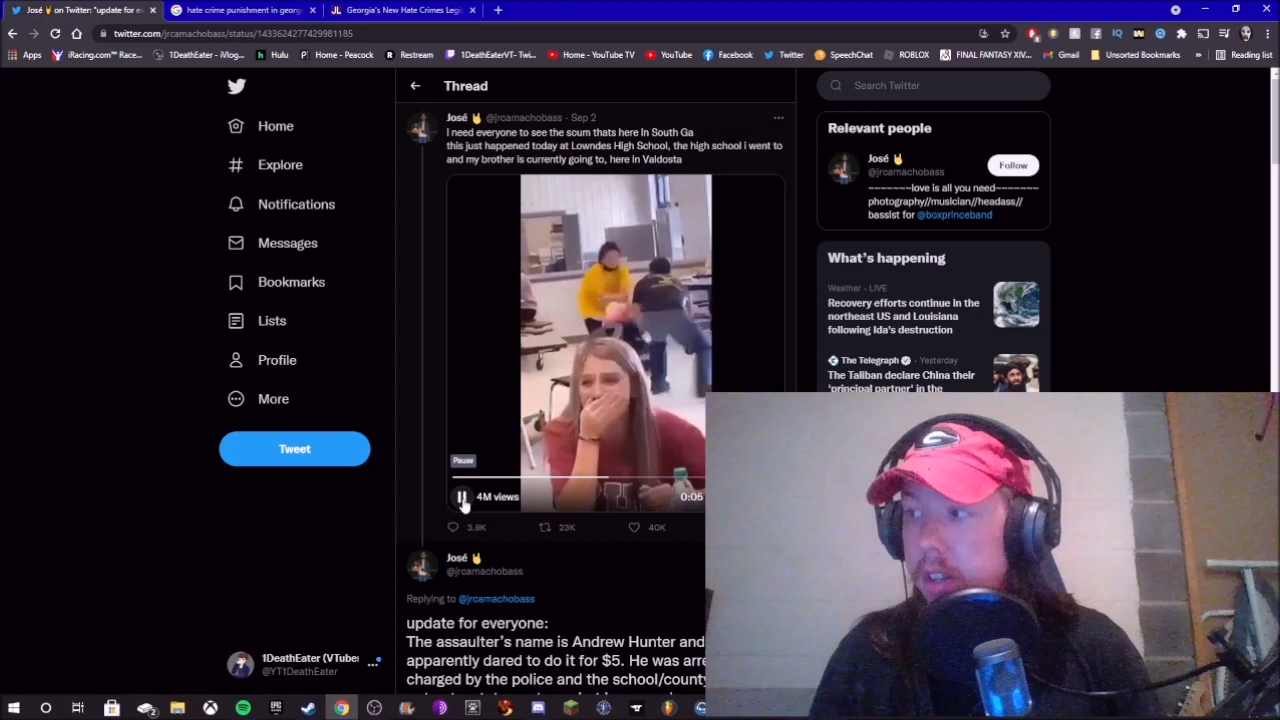 José 🤘 on Twitter: "update for e
hate crime punishment in georg
Georgia's New Hate Crimes Legi
twitter.com/jrcamachobass/status/1433624277429981185
Apps
iRacing.com™ Racin...
1DeathEater - iVlog...
Hulu
Home - Peacock
Restream
1DeathEaterVT- Twi...
Home - YouTube TV
YouTube
Facebook
Twitter
SpeechChat
ROBLOX
FINAL FANTASY XIV...
Gmail
Unsorted Bookmarks
»
Reading list
Home
Explore
Notifications
Messages
Bookmarks
Lists
Profile
More
Tweet
1DeathEater (VTuber
@YT1DeathEater
Thread
José 🤘 @jrcamachobass · Sep 2
I need everyone to see the scum thats here in South Ga
this just happened today at Lowndes High School, the high school i went to
and my brother is currently going to, here in Valdosta
Pause
4M views
0:05
3.9K
23K
40K
José 🤘
@jrcamachobass
Replying to @jrcamachobass
update for everyone:
The assaulter's name is Andrew Hunter and
apparently dared to do it for $5. He was arre
charged by the police and the school/county
Search Twitter
Relevant people
José 🤘
@jrcamachobass
Follow
~~~~~~~love is all you need~~~~~~~
photography//musician//headass//
bassist for @boxprinceband
What's happening
Weather · LIVE
Recovery efforts continue in the
northeast US and Louisiana
following Ida's destruction
The Telegraph · Yesterday
The Taliban declare China their
'principal partner' in the
G